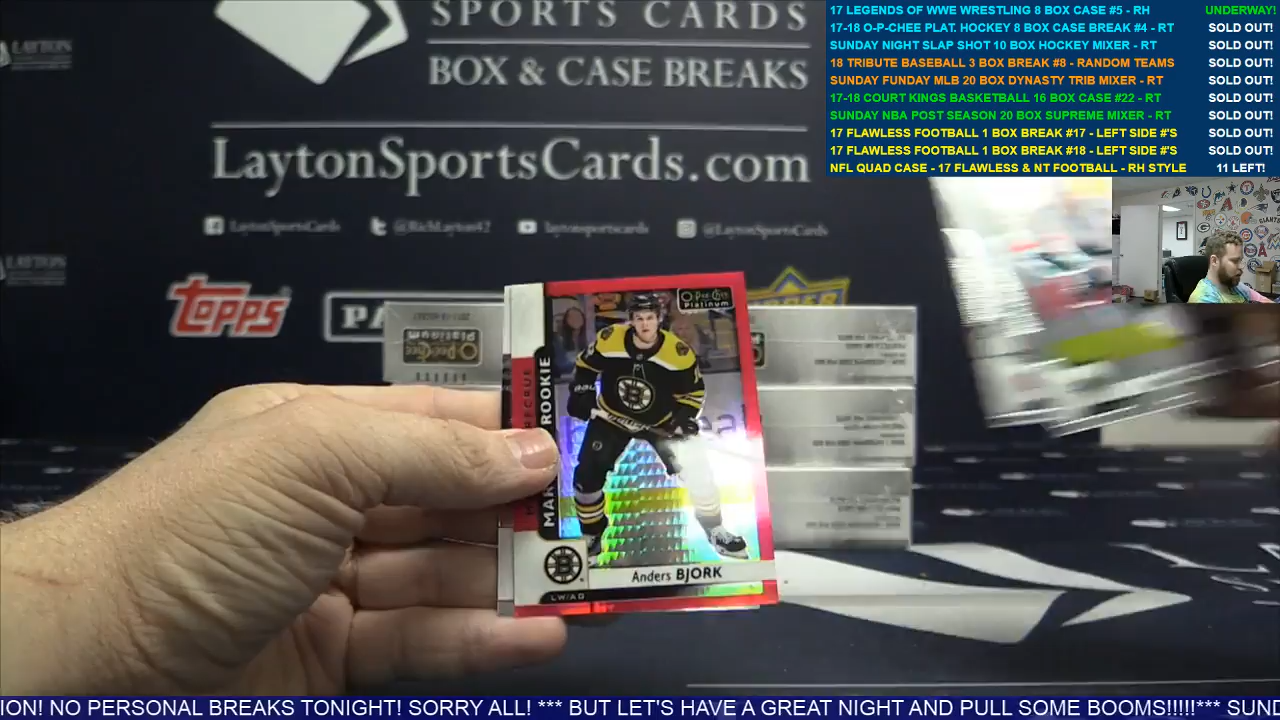 SPORTS CARDS
BOX & CASE BREAKS
LaytonSportsCards.com
LaytonSportsCards
@RichLayton42
laytonsportscards
@LaytonSportsCards
topps
O-Pee-Chee
Platinum
MARQUEE ROOKIE
Anders BJORK
LW/AG
17 LEGENDS OF WWE WRESTLING 8 BOX CASE #5 - RH UNDERWAY!
17-18 O-P-CHEE PLAT. HOCKEY 8 BOX CASE BREAK #4 - RT SOLD OUT!
SUNDAY NIGHT SLAP SHOT 10 BOX HOCKEY MIXER - RT SOLD OUT!
18 TRIBUTE BASEBALL 3 BOX BREAK #8 - RANDOM TEAMS SOLD OUT!
SUNDAY FUNDAY MLB 20 BOX DYNASTY TRIB MIXER - RT SOLD OUT!
17-18 COURT KINGS BASKETBALL 16 BOX CASE #22 - RT SOLD OUT!
SUNDAY NBA POST SEASON 20 BOX SUPREME MIXER - RT SOLD OUT!
17 FLAWLESS FOOTBALL 1 BOX BREAK #17 - LEFT SIDE #'S SOLD OUT!
17 FLAWLESS FOOTBALL 1 BOX BREAK #18 - LEFT SIDE #'S SOLD OUT!
NFL QUAD CASE - 17 FLAWLESS & NT FOOTBALL - RH STYLE 11 LEFT!
ION! NO PERSONAL BREAKS TONIGHT! SORRY ALL! *** BUT LET'S HAVE A GREAT NIGHT AND PULL SOME BOOMS!!!!!*** SUND